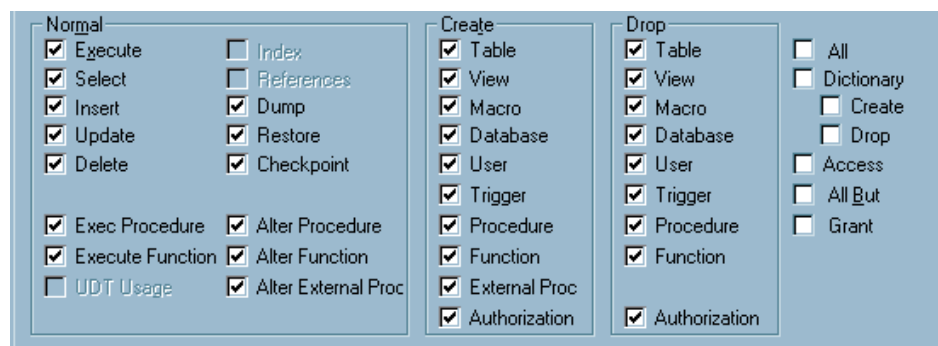 Normal
Execute
Select
Insert
Update
Delete
Exec Procedure
Execute Function
UDT Usage
Index
References
Dump
Restore
Checkpoint
Alter Procedure
Alter Function
Alter External Proc
Create
Table
View
Macro
Database
User
Trigger
Procedure
Function
External Proc
Authorization
Drop
Table
View
Macro
Database
User
Trigger
Procedure
Function
Authorization
All
Dictionary
Create
Drop
Access
All But
Grant